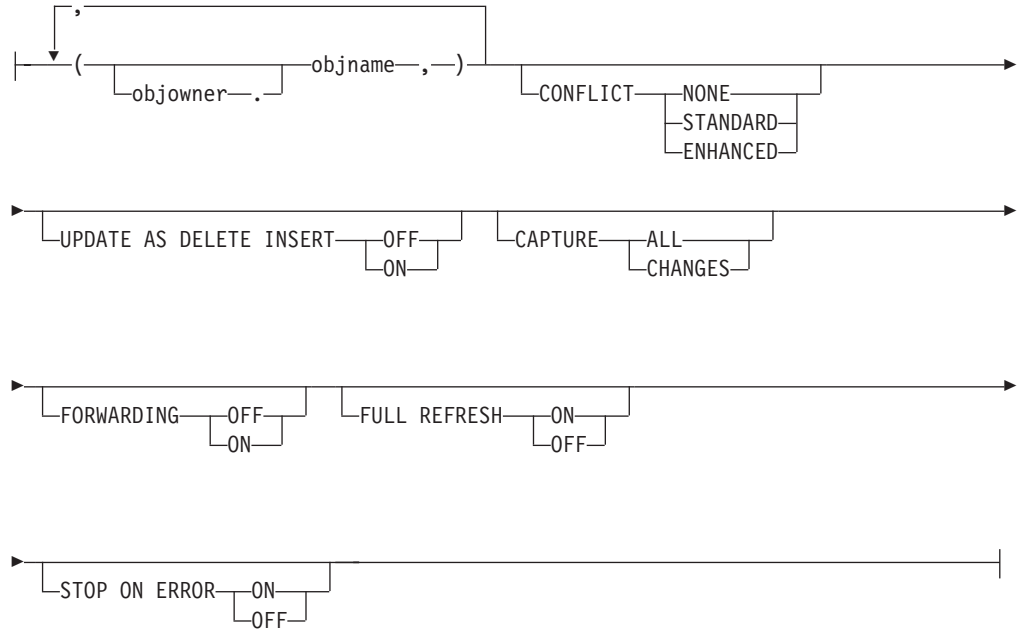 ,
( objname , )
objowner .
CONFLICT NONE
STANDARD
ENHANCED
UPDATE AS DELETE INSERT OFF
ON
CAPTURE ALL
CHANGES
FORWARDING OFF
ON
FULL REFRESH ON
OFF
STOP ON ERROR ON
OFF